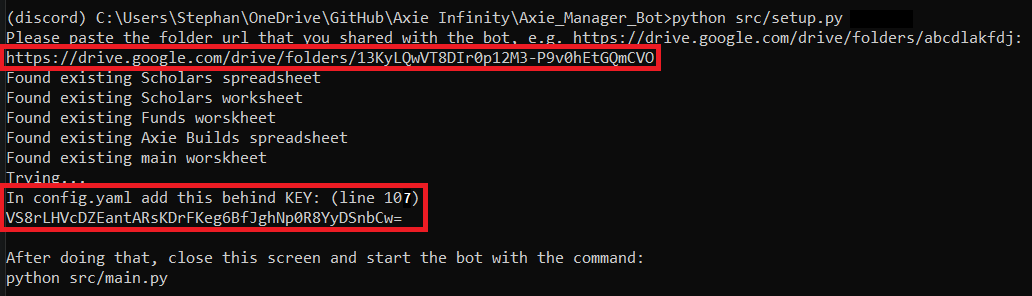 (discord) C:\Users\Stephan\OneDrive\GitHub\Axie Infinity\Axie_Manager_Bot>python src/setup.py
Please paste the folder url that you shared with the bot, e.g. https://drive.google.com/drive/folders/abcdlakfdj:
https://drive.google.com/drive/folders/13KyLQwVT8DIr0p12M3-P9v0hEtGQmCVO
Found existing Scholars spreadsheet
Found existing Scholars worksheet
Found existing Funds worskheet
Found existing Axie Builds spreadsheet
Found existing main worskheet
Trying...
In config.yaml add this behind KEY: (line 107)
VS8rLHVcDZEantARsKDrFKeg6BfJghNp0R8YyDSnbCw=
After doing that, close this screen and start the bot with the command:
python src/main.py